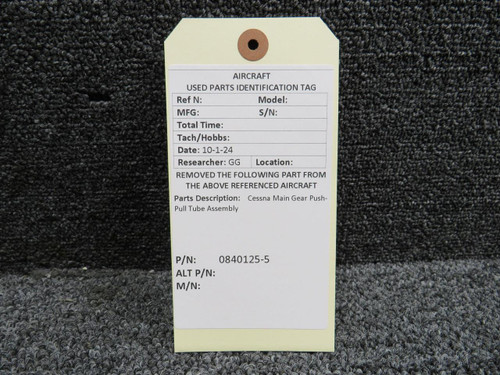 AIRCRAFT
USED PARTS IDENTIFICATION TAG
Ref N: Model:
MFG: S/N:
Total Time:
Tach/Hobbs:
Date: 10-1-24
Researcher: GG Location:
REMOVED THE FOLLOWING PART FROM
THE ABOVE REFERENCED AIRCRAFT
Parts Description: Cessna Main Gear Push-
Pull Tube Assembly
P/N: 0840125-5
ALT P/N:
M/N: